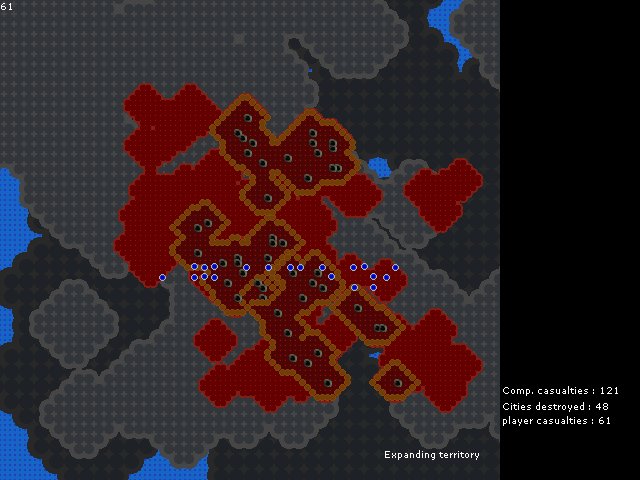 61
Comp. casualties : 121
Cities destroyed : 48
player casualties : 61
Expanding territory